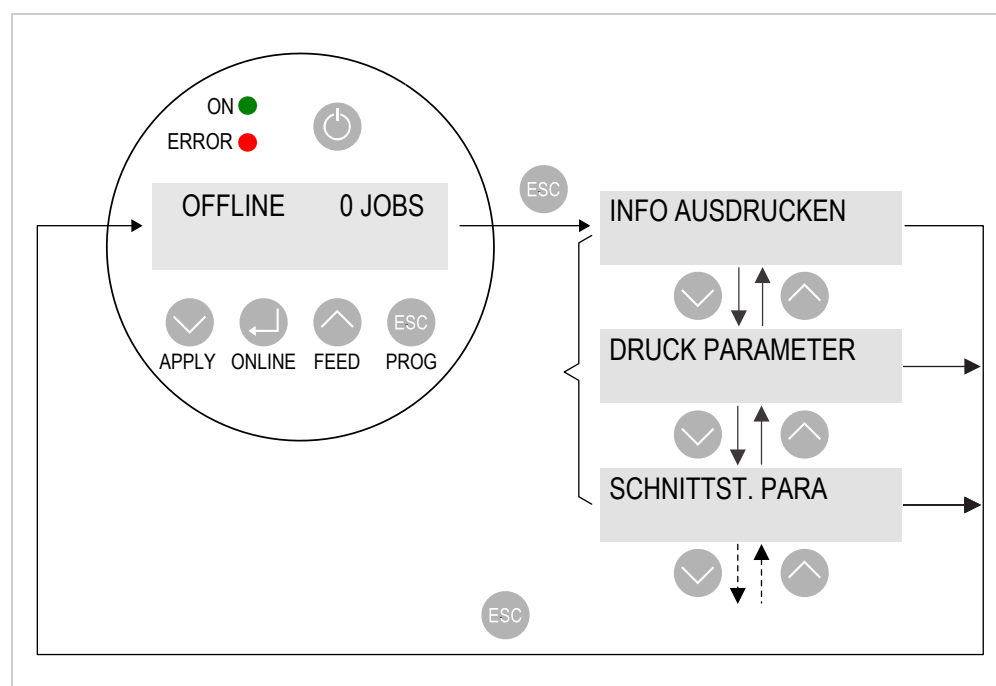 ON
ERROR
OFFLINE 0 JOBS
ESC
APPLY ONLINE FEED PROG
ESC
INFO AUSDRUCKEN
DRUCK PARAMETER
SCHNITTST. PARA
ESC